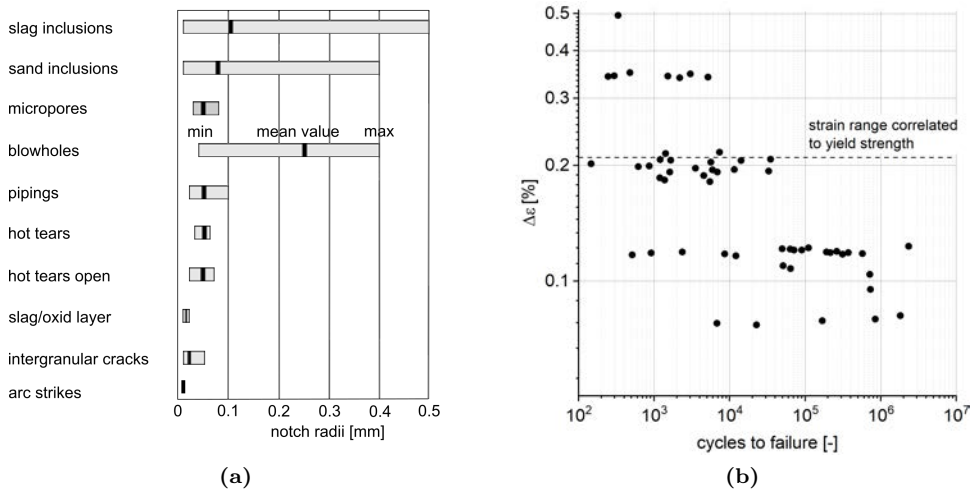 slag inclusions
sand inclusions
micropores
min mean value max
blowholes
pipings
hot tears
hot tears open
slag/oxid layer
intergranular cracks
arc strikes
0 0.1 0.2 0.3 0.4 0.5
notch radii [mm]
(a)
0.5
0.4
0.3
strain range correlated
to yield strength
0.2
Δε [%]
0.1
10² 10³ 10⁴ 10⁵ 10⁶ 10⁷
cycles to failure [-]
(b)